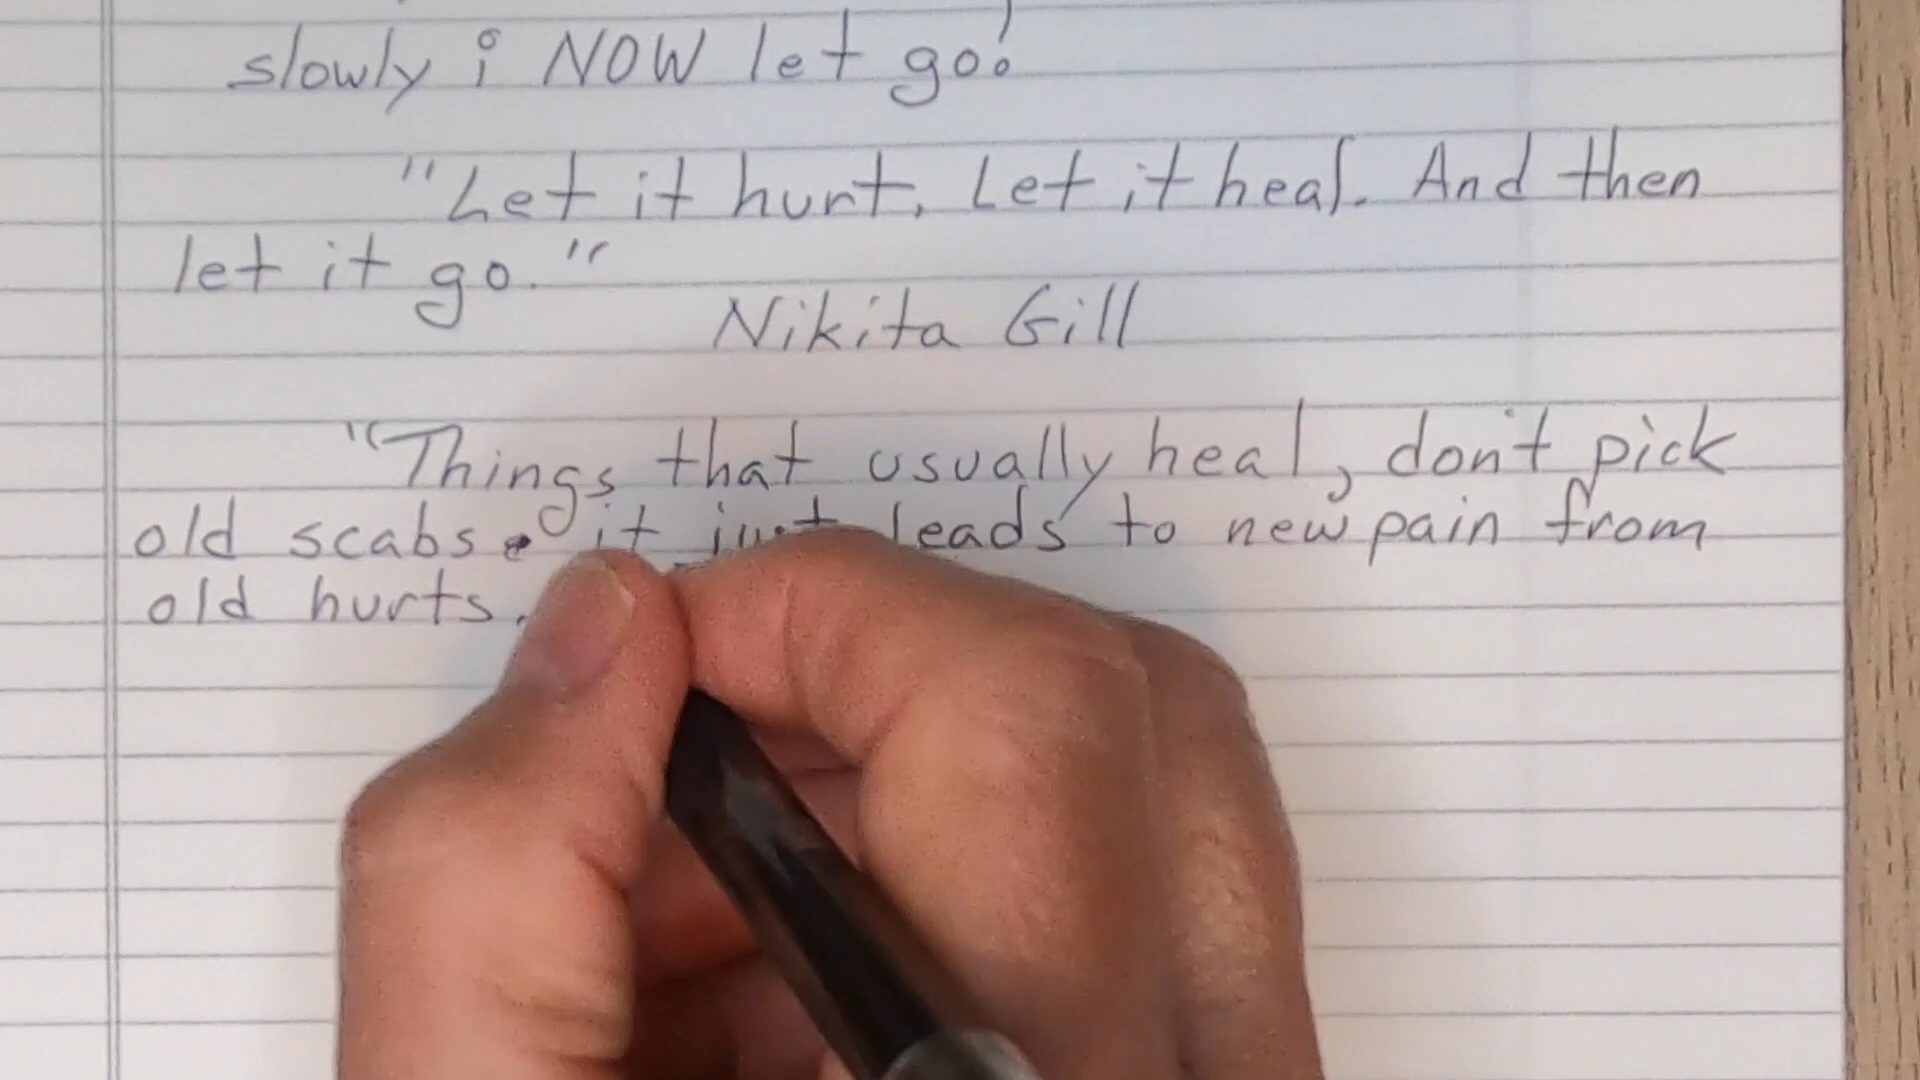 slowly i NOW let go!
"Let it hurt. Let it heal. And then
let it go."
Nikita Gill
"Things that usually heal, don't pick
old scabs. it just leads to new pain from
old hurts.